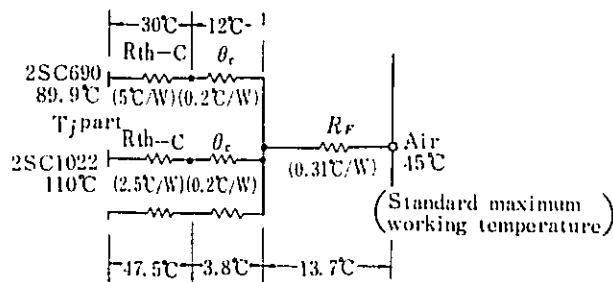 30℃ 12℃
Rth-C θc
2SC690
89.9℃ (5℃/W)(0.2℃/W)
Tj part
Rth-C θc RF Air
2SC1022 45℃
110℃ (2.5℃/W)(0.2℃/W) (0.31℃/W)
(Standard maximum
working temperature)
47.5℃ 3.8℃ 13.7℃